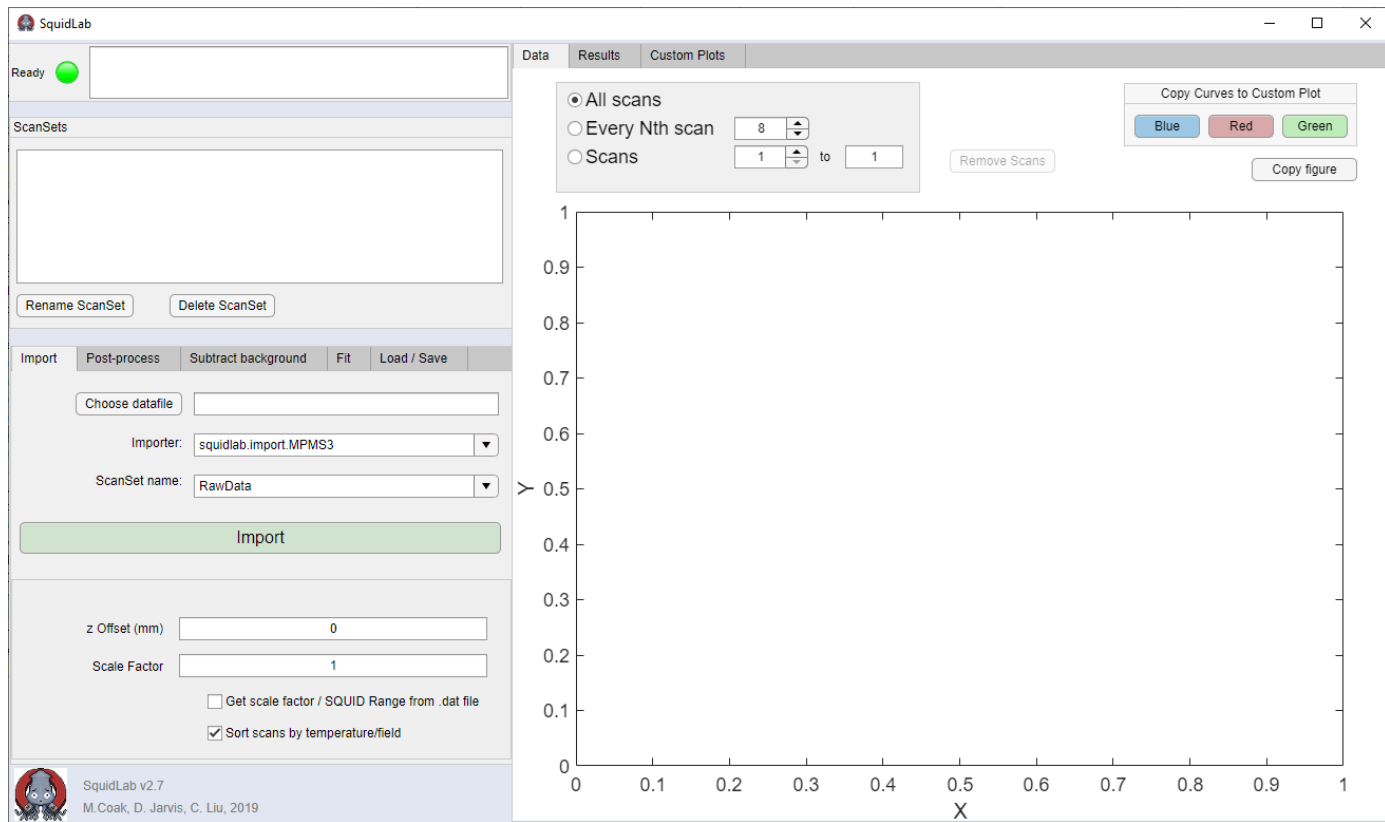 SquidLab
Ready
ScanSets
Rename ScanSet
Delete ScanSet
Import
Post-process
Subtract background
Fit
Load / Save
Choose datafile
Importer:
squidlab.import.MPMS3
ScanSet name:
RawData
Import
z Offset (mm)
0
Scale Factor
1
Get scale factor / SQUID Range from .dat file
Sort scans by temperature/field
SquidLab v2.7
M.Coak, D. Jarvis, C. Liu, 2019
Data
Results
Custom Plots
All scans
Every Nth scan
8
Scans
1
to
1
Remove Scans
Copy Curves to Custom Plot
Blue
Red
Green
Copy figure
1
0.9
0.8
0.7
0.6
0.5
0.4
0.3
0.2
0.1
0
Y
0
0.1
0.2
0.3
0.4
0.5
0.6
0.7
0.8
0.9
1
X